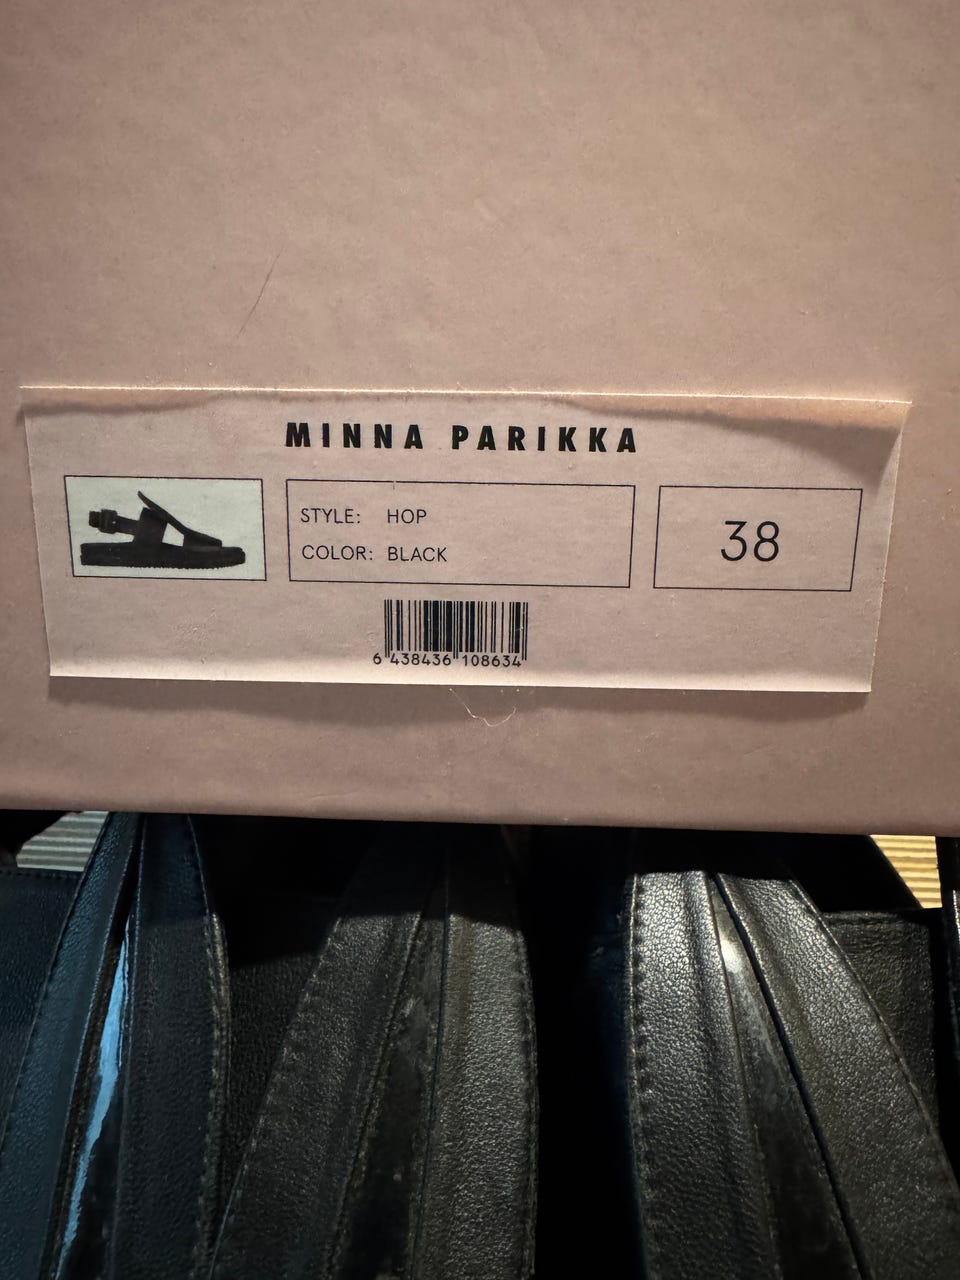 MINNA PARIKKA
STYLE: HOP
COLOR: BLACK
38
6 438436 108634